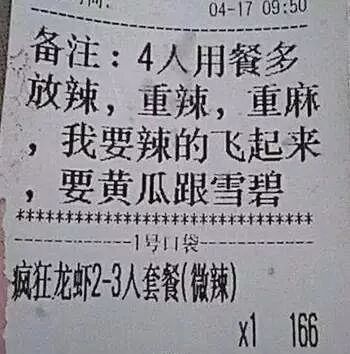 04-17 09:50
备注：4人用餐多
放辣，重辣，重麻
，我要辣的飞起来
，要黄瓜跟雪碧
********************************
--------------1号口袋--------------
疯狂龙虾2-3人套餐(微辣)
x1 166